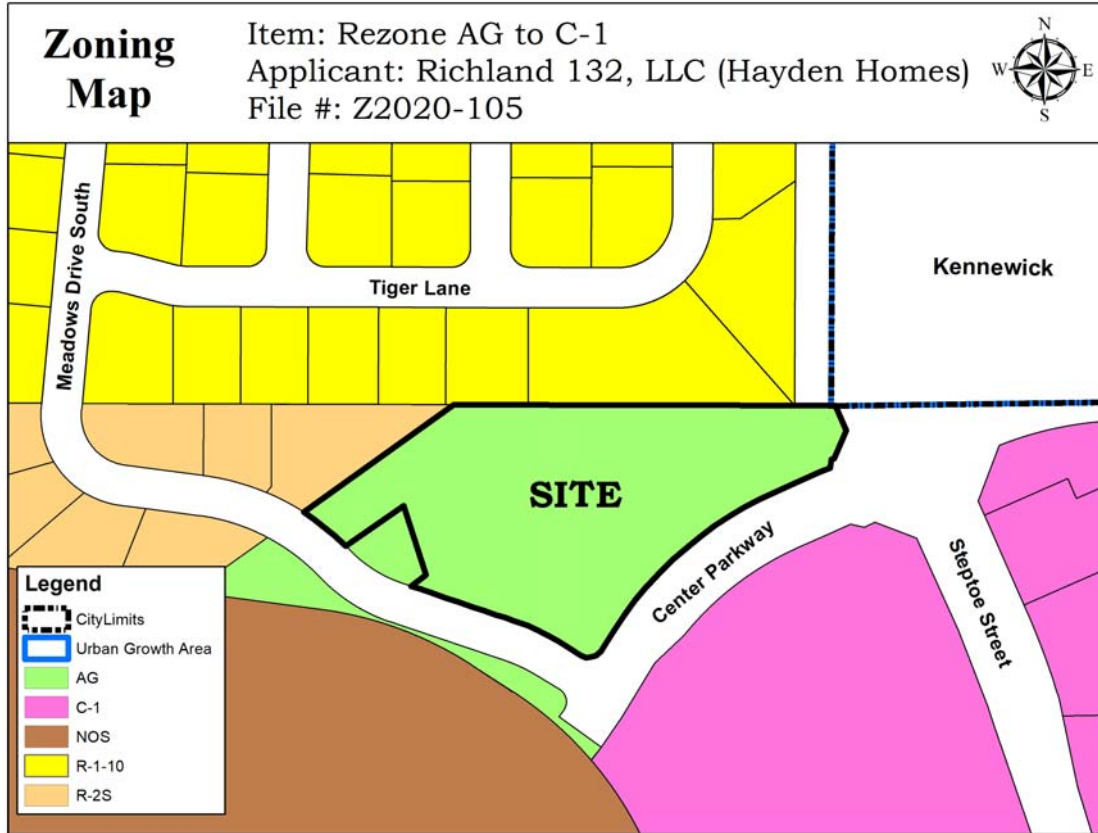 Zoning
Map
Item: Rezone AG to C-1
Applicant: Richland 132, LLC (Hayden Homes)
File #: Z2020-105
N
W
E
S
Meadows Drive South
Tiger Lane
Kennewick
SITE
Center Parkway
Steptoe Street
Legend
CityLimits
Urban Growth Area
AG
C-1
NOS
R-1-10
R-2S